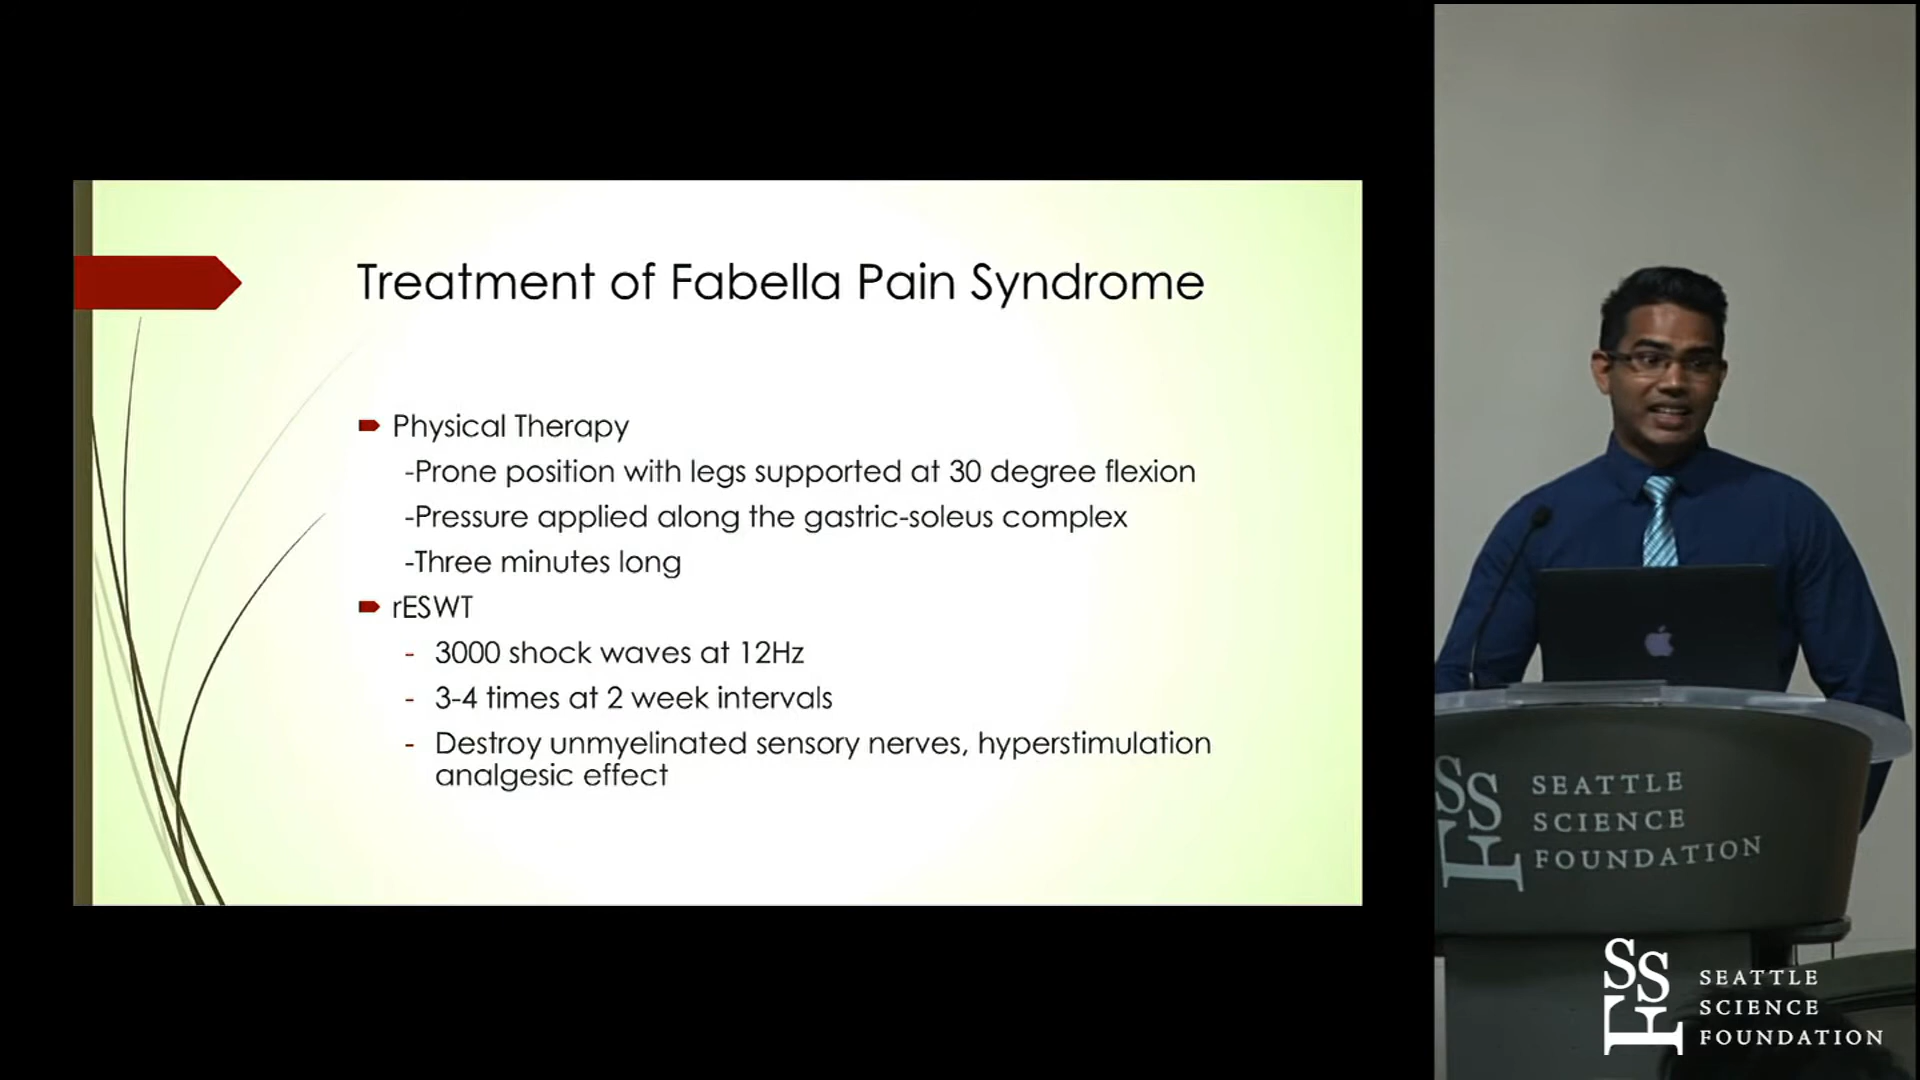 Treatment of Fabella Pain Syndrome
Physical Therapy
-Prone position with legs supported at 30 degree flexion
-Pressure applied along the gastric-soleus complex
-Three minutes long
rESWT
- 3000 shock waves at 12Hz
- 3-4 times at 2 week intervals
- Destroy unmyelinated sensory nerves, hyperstimulation
analgesic effect
SSF
SEATTLE
SCIENCE
FOUNDATION
SSF
SEATTLE
SCIENCE
FOUNDATION